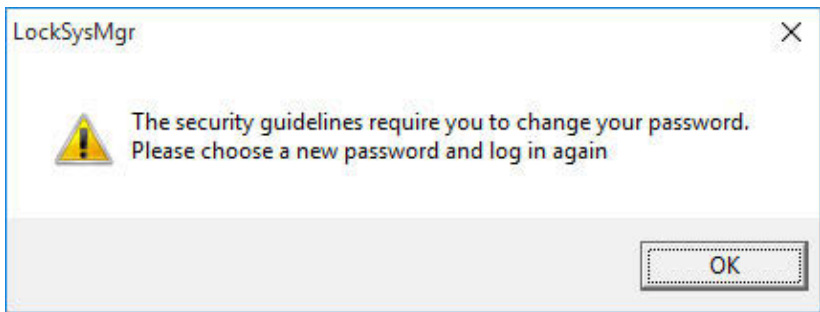 LockSysMgr
The security guidelines require you to change your password.
Please choose a new password and log in again
OK